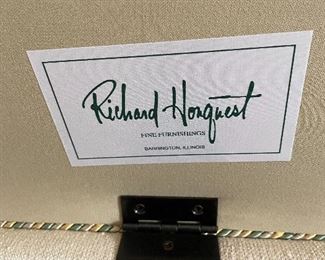 Richard Honquest
FINE FURNISHINGS
BARRINGTON, ILLINOIS